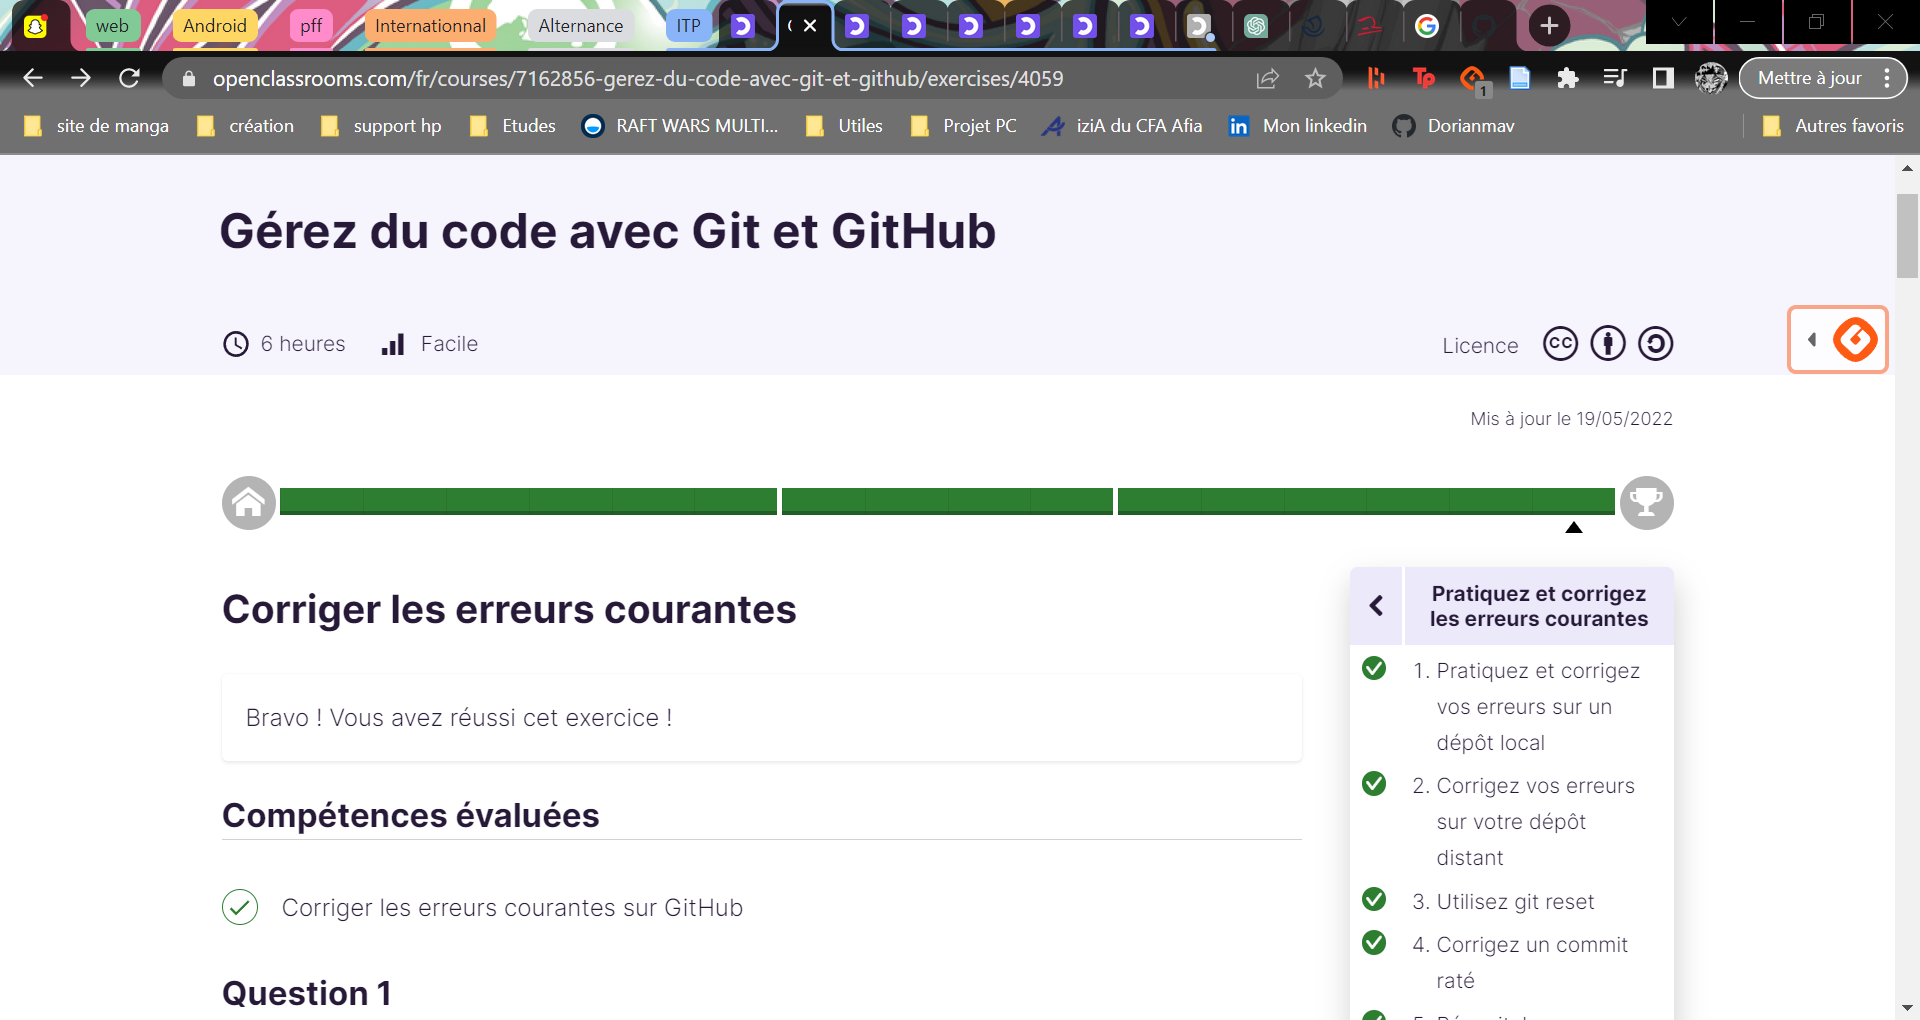 web
Android
pff
Internationnal
Alternance
ITP
openclassrooms.com/fr/courses/7162856-gerez-du-code-avec-git-et-github/exercises/4059
1
Mettre à jour
site de manga
création
support hp
Etudes
RAFT WARS MULTI...
Utiles
Projet PC
iziA du CFA Afia
Mon linkedin
Dorianmav
Autres favoris
Gérez du code avec Git et GitHub
6 heures
Facile
Licence
Mis à jour le 19/05/2022
Corriger les erreurs courantes
Bravo ! Vous avez réussi cet exercice !
Compétences évaluées
Corriger les erreurs courantes sur GitHub
Question 1
Pratiquez et corrigez
les erreurs courantes
1. Pratiquez et corrigez
vos erreurs sur un
dépôt local
2. Corrigez vos erreurs
sur votre dépôt
distant
3. Utilisez git reset
4. Corrigez un commit
raté